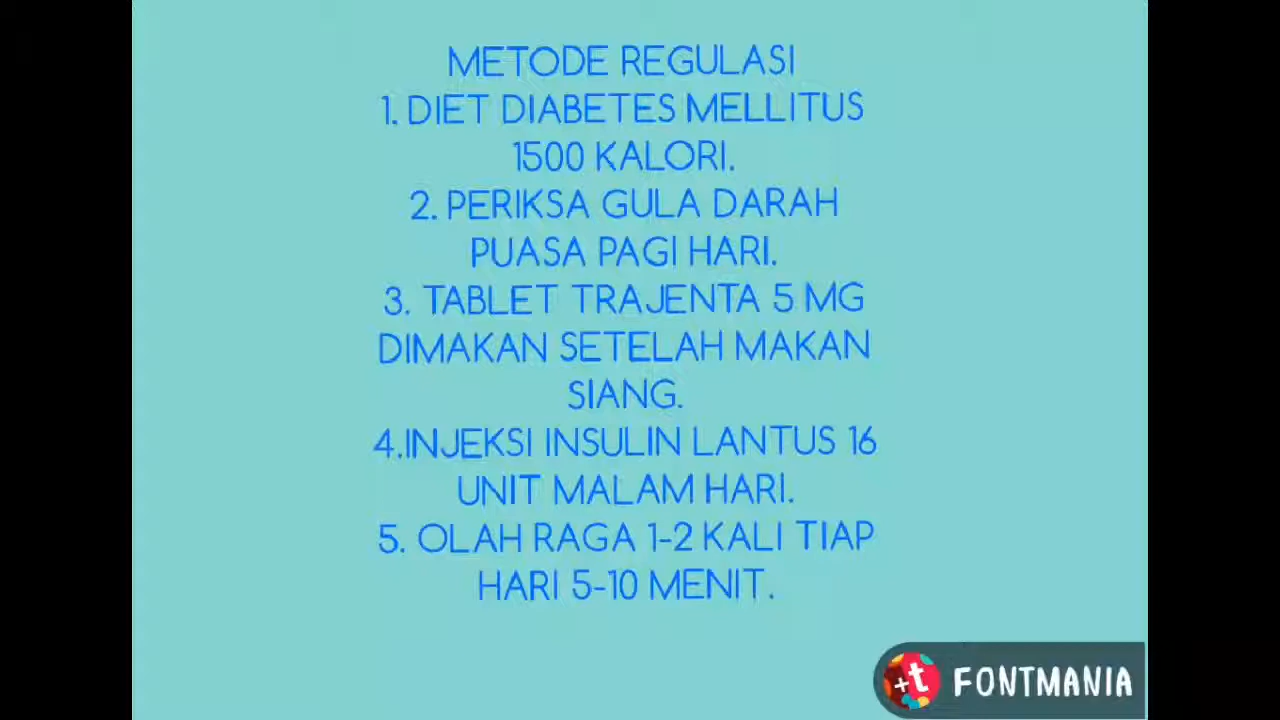 METODE REGULASI
1. DIET DIABETES MELLITUS
1500 KALORI.
2. PERIKSA GULA DARAH
PUASA PAGI HARI.
3. TABLET TRAJENTA 5 MG
DIMAKAN SETELAH MAKAN
SIANG.
4.INJEKSI INSULIN LANTUS 16
UNIT MALAM HARI.
5. OLAH RAGA 1-2 KALI TIAP
HARI 5-10 MENIT.
+t FONTMANIA